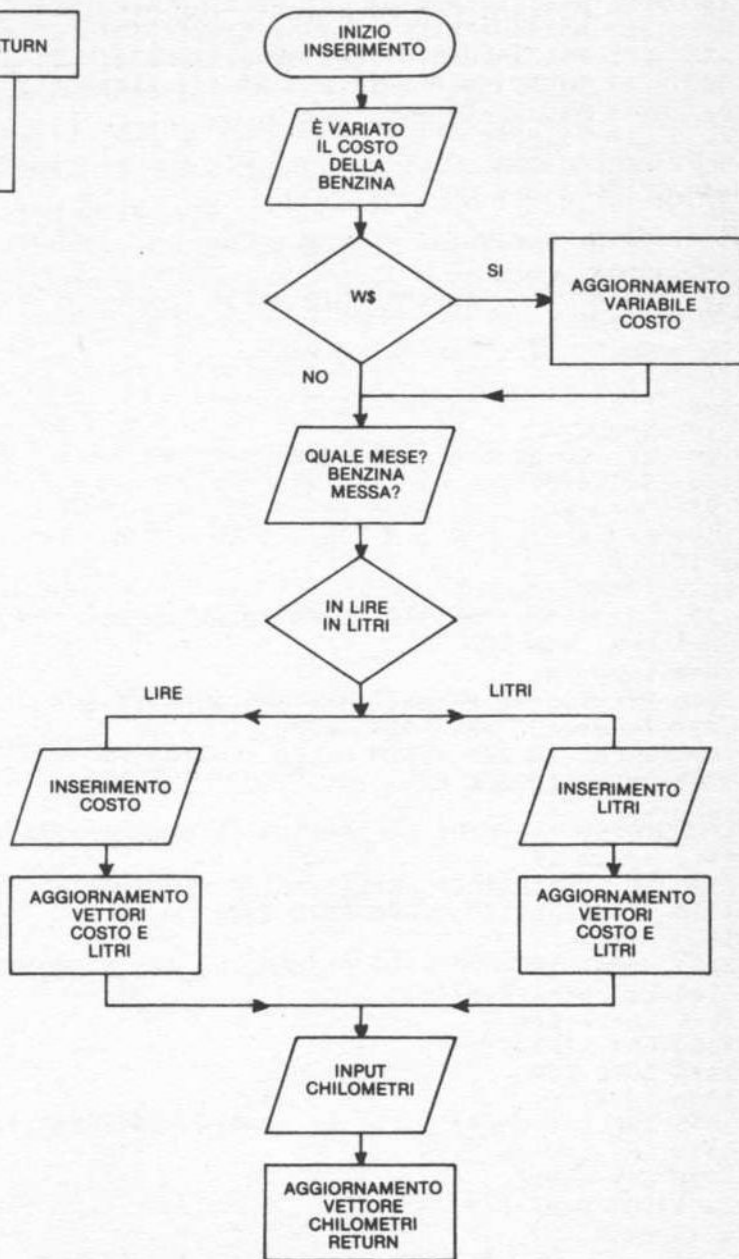 INIZIO
INSERIMENTO
È VARIATO
IL COSTO
DELLA
BENZINA
W$
SI
AGGIORNAMENTO
VARIABILE
COSTO
NO
QUALE MESE?
BENZINA
MESSA?
IN LIRE
IN LITRI
LIRE
LITRI
INSERIMENTO
COSTO
INSERIMENTO
LITRI
AGGIORNAMENTO
VETTORI
COSTO E
LITRI
AGGIORNAMENTO
VETTORI
COSTO E
LITRI
INPUT
CHILOMETRI
AGGIORNAMENTO
VETTORE
CHILOMETRI
RETURN